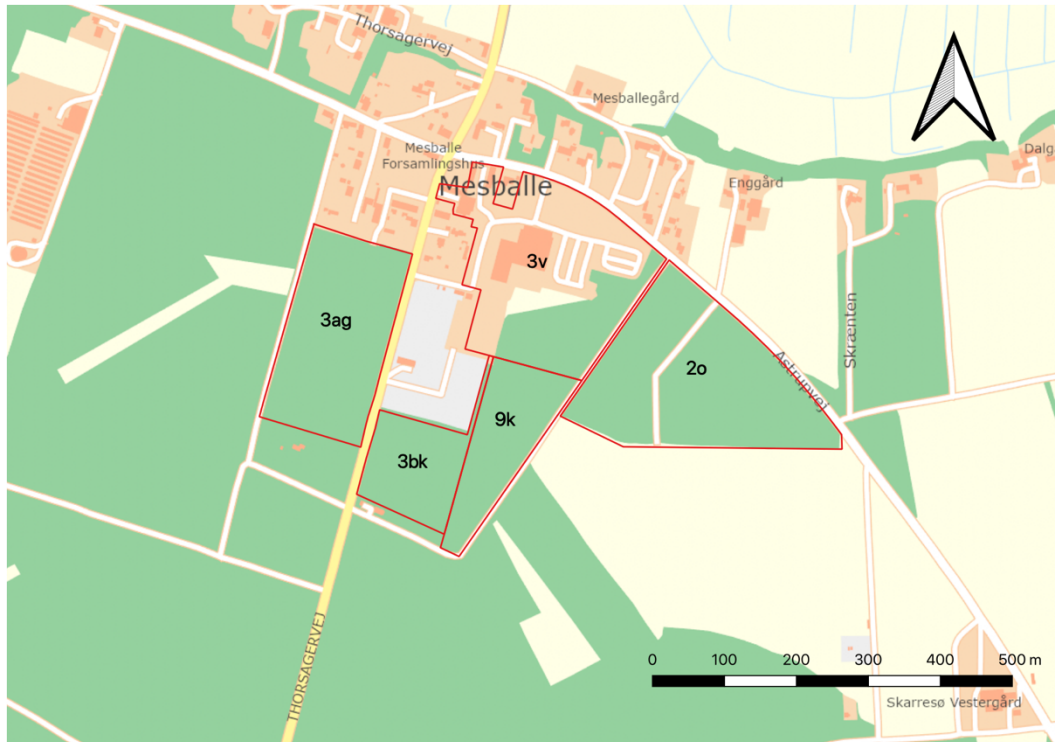 Thorsagervej
Mesballegård
Mesballe
Forsamlingshus
Mesballe
Enggård
Dalga
3v
3ag
Skrænten
2o
Astrupvej
9k
3bk
THORSAGERVEJ
0 100 200 300 400 500 m
Skarresø Vestergård